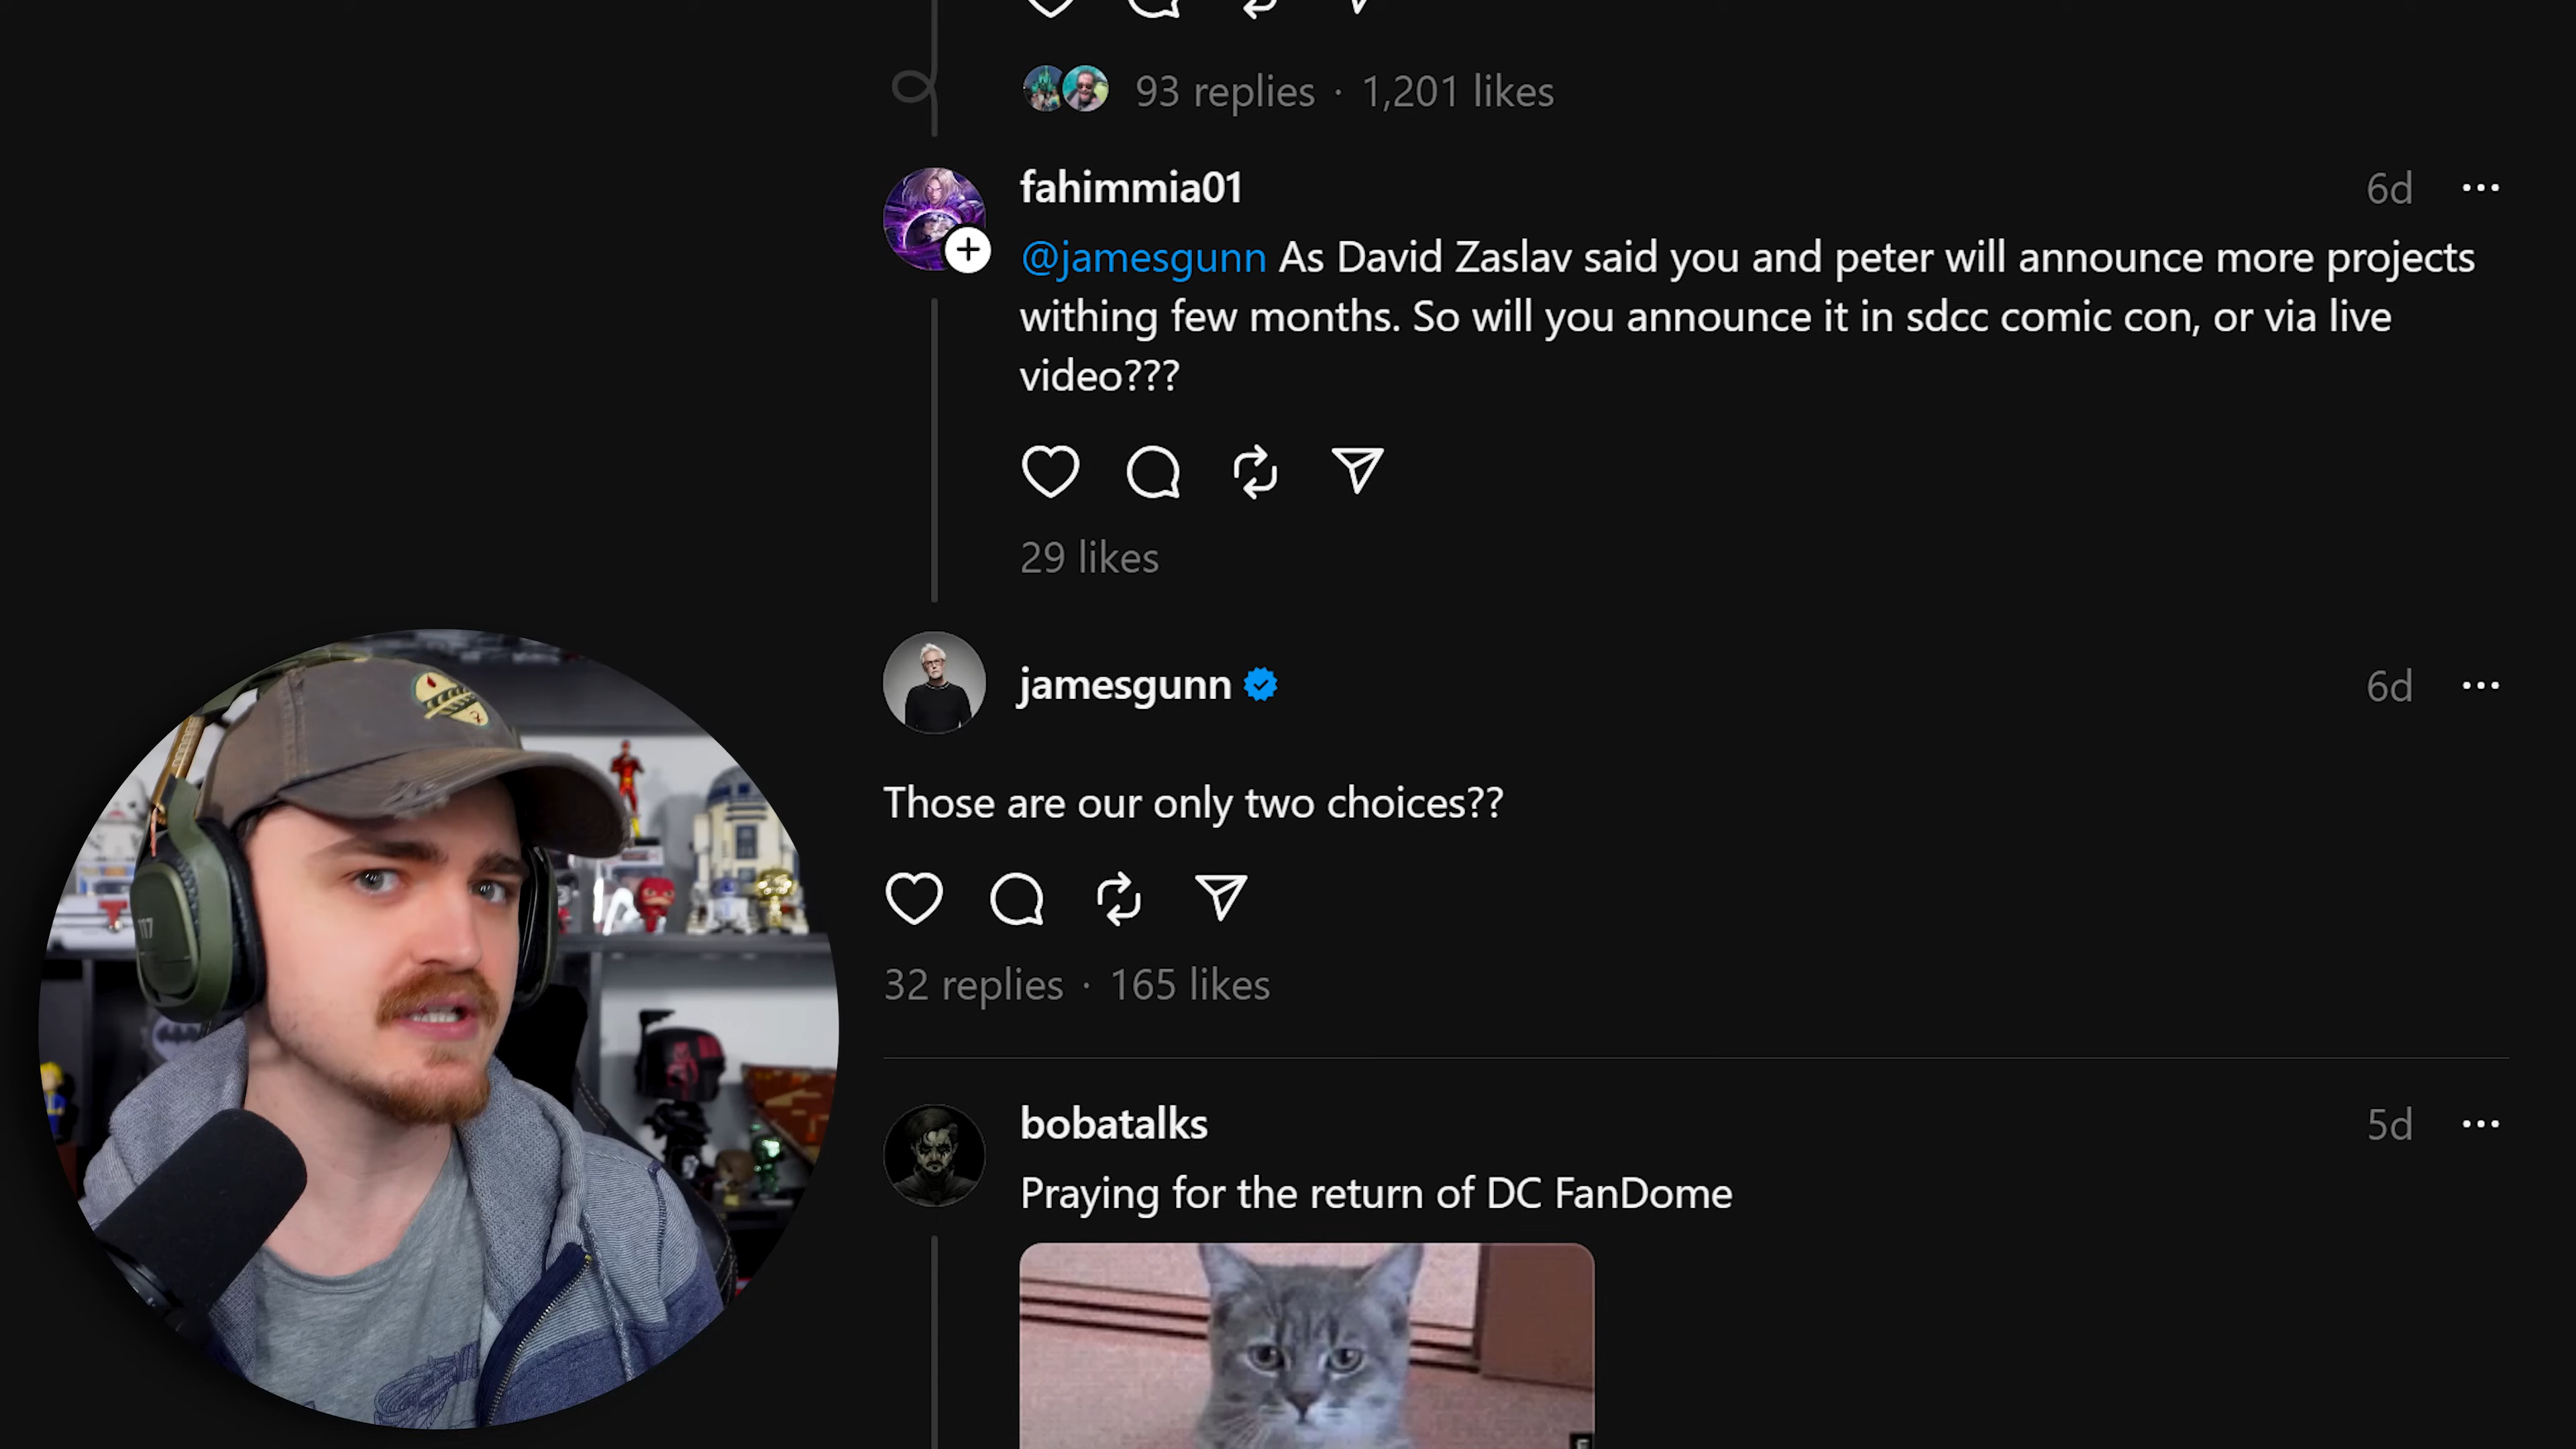 93 replies · 1,201 likes
fahimmia01
6d
@jamesgunn As David Zaslav said you and peter will announce more projects
withing few months. So will you announce it in sdcc comic con, or via live
video???
29 likes
jamesgunn
6d
Those are our only two choices??
32 replies · 165 likes
117
bobatalks
5d
Praying for the return of DC FanDome